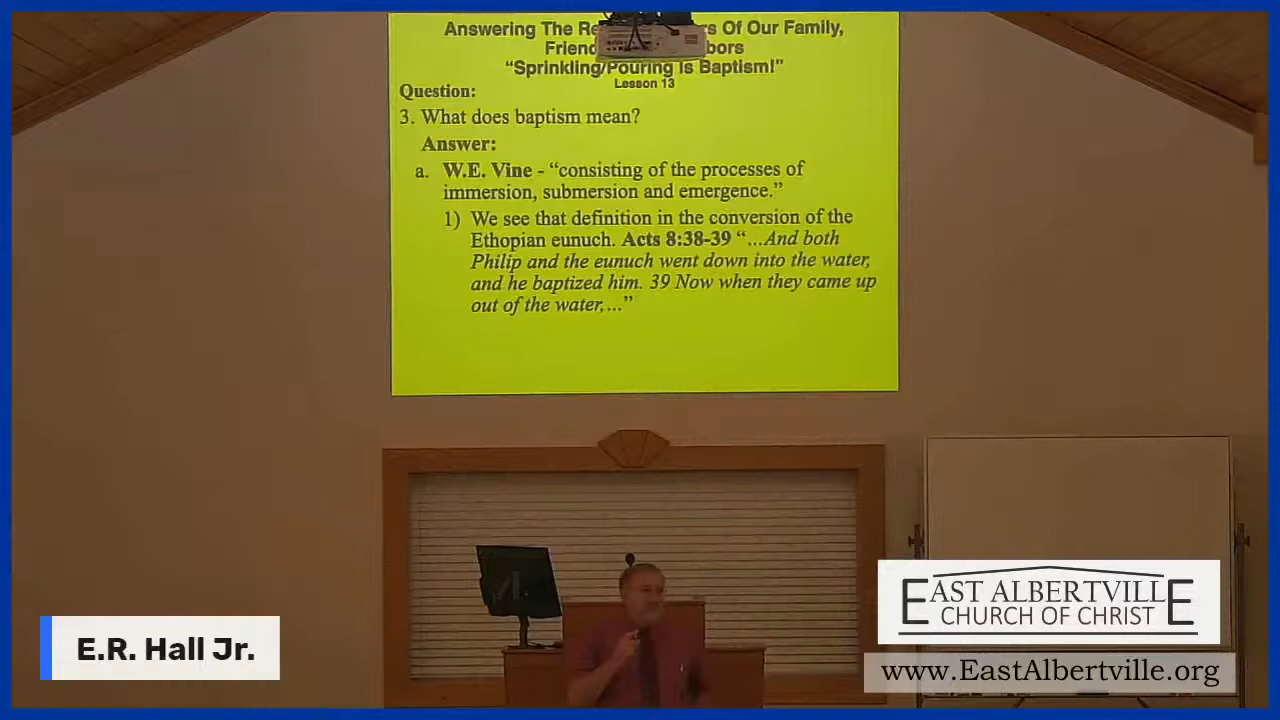 Answering The Re s Of Our Family,
Frien bors
“Sprinkling/Pouring Is Baptism!”
Lesson 13
Question:
3. What does baptism mean?
Answer:
a. W.E. Vine - “consisting of the processes of
immersion, submersion and emergence.”
1) We see that definition in the conversion of the
Ethopian eunuch. Acts 8:38-39 “...And both
Philip and the eunuch went down into the water,
and he baptized him. 39 Now when they came up
out of the water,...”
E.R. Hall Jr.
EAST ALBERTVILLE
CHURCH OF CHRIST
www.EastAlbertville.org